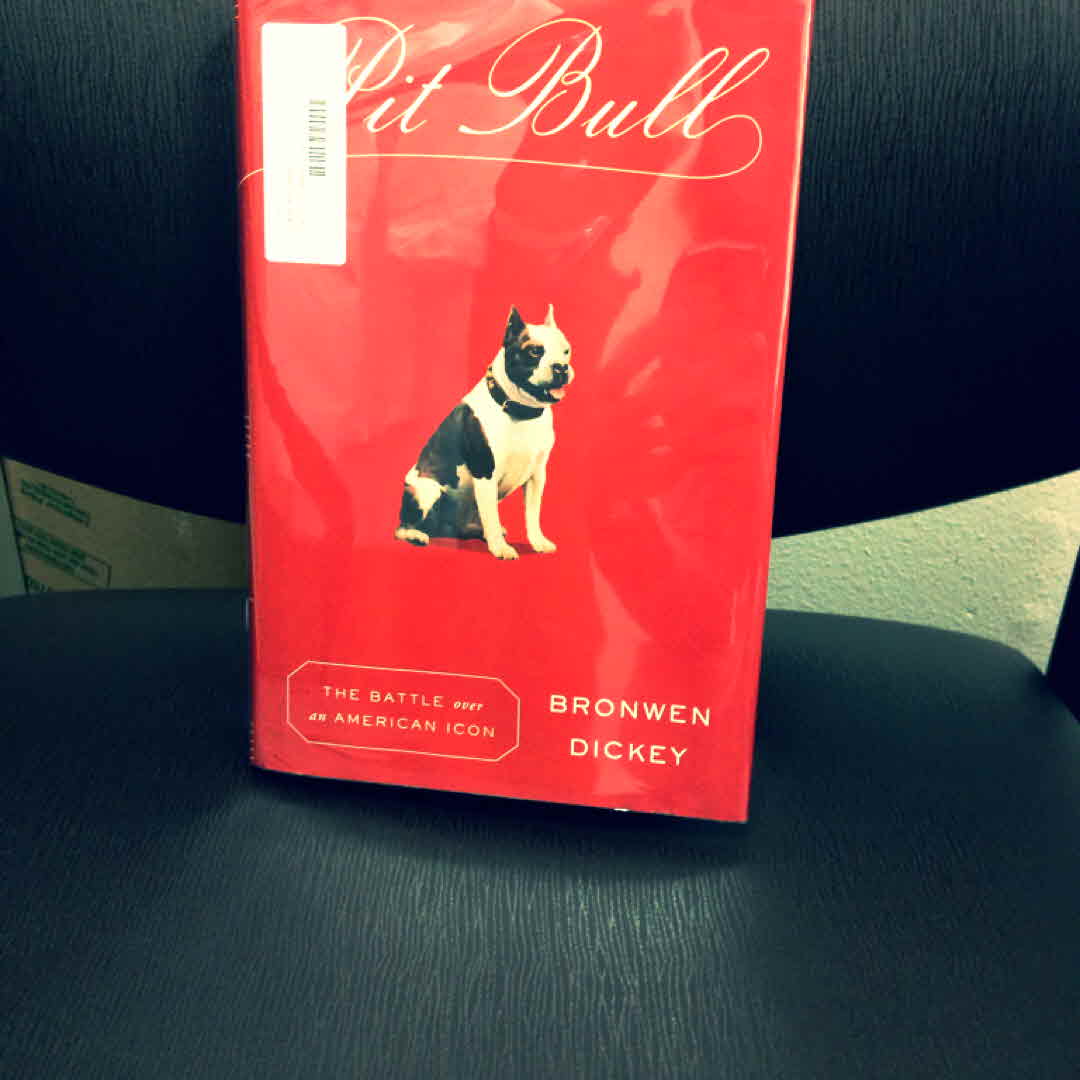 Pit Bull
THE BATTLE over
an AMERICAN ICON
BRONWEN
DICKEY